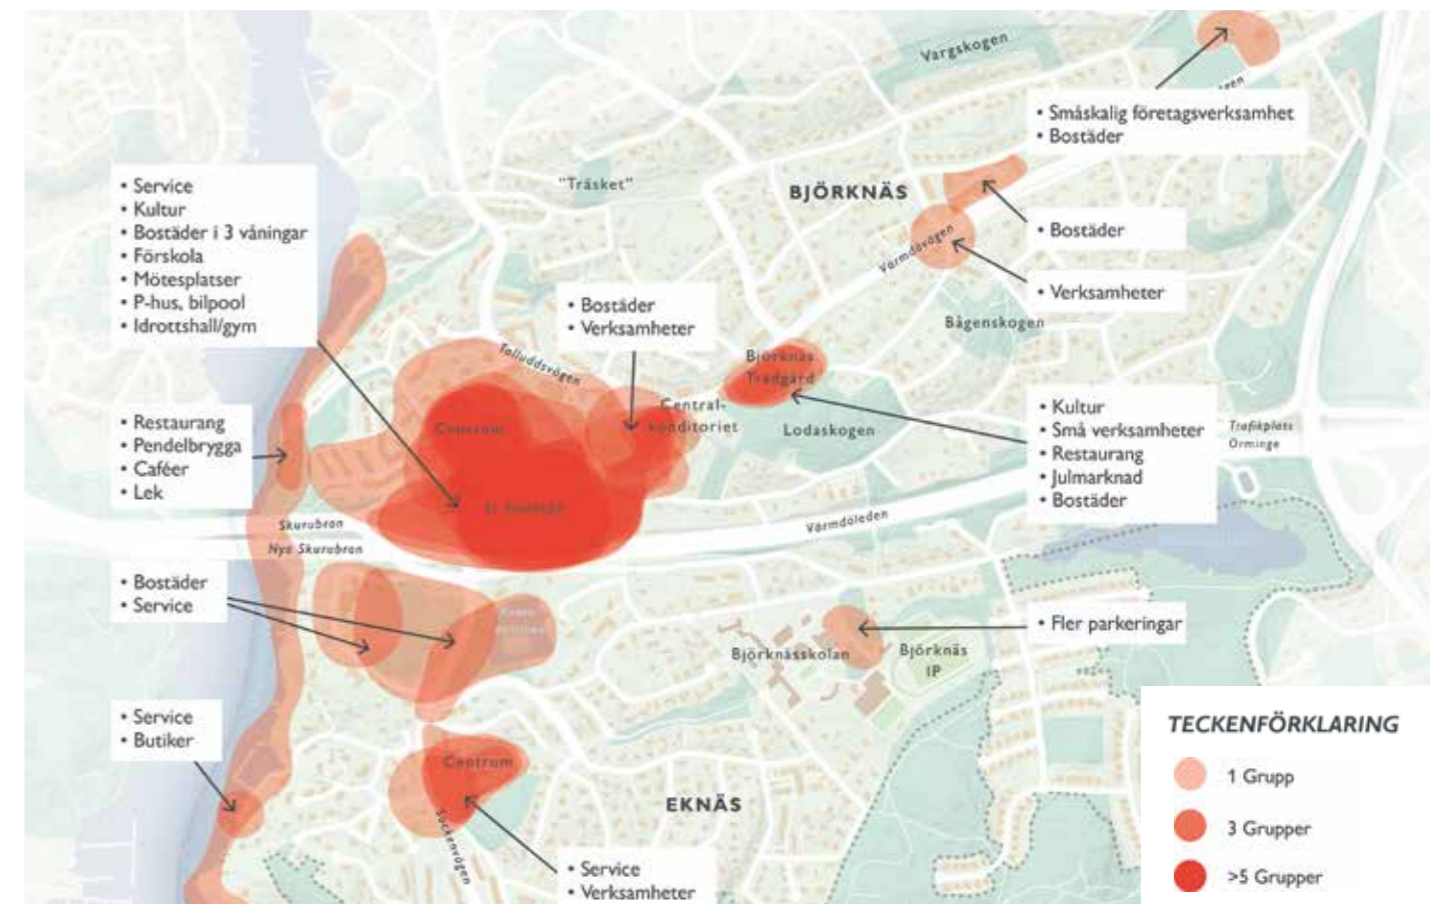 Vargskogen
• Småskalig företagsverksamhet
• Bostäder
"Träsket"
BJÖRKNÄS
• Service
• Kultur
• Bostäder i 3 våningar
• Förskola
• Mötesplatser
• P-hus, bilpool
• Idrottshall/gym
• Bostäder
Värmdövägen
• Verksamheter
• Bostäder
• Verksamheter
Bågenskogen
Talluddsvägen
Björknäs
Trädgård
Central-
konditoriet
Lodaskogen
Centrum
• Restaurang
• Pendelbrygga
• Caféer
• Lek
• Kultur
• Små verksamheter
• Restaurang
• Julmarknad
• Bostäder
Trafikplats
Orminge
Skurubron
Nya Skurubron
Värmdöleden
• Bostäder
• Service
• Fler parkeringar
Björknässkolan
Björknäs
IP
• Service
• Butiker
Centrum
EKNÄS
Sockenvägen
• Service
• Verksamheter
TECKENFÖRKLARING
1 Grupp
3 Grupper
>5 Grupper